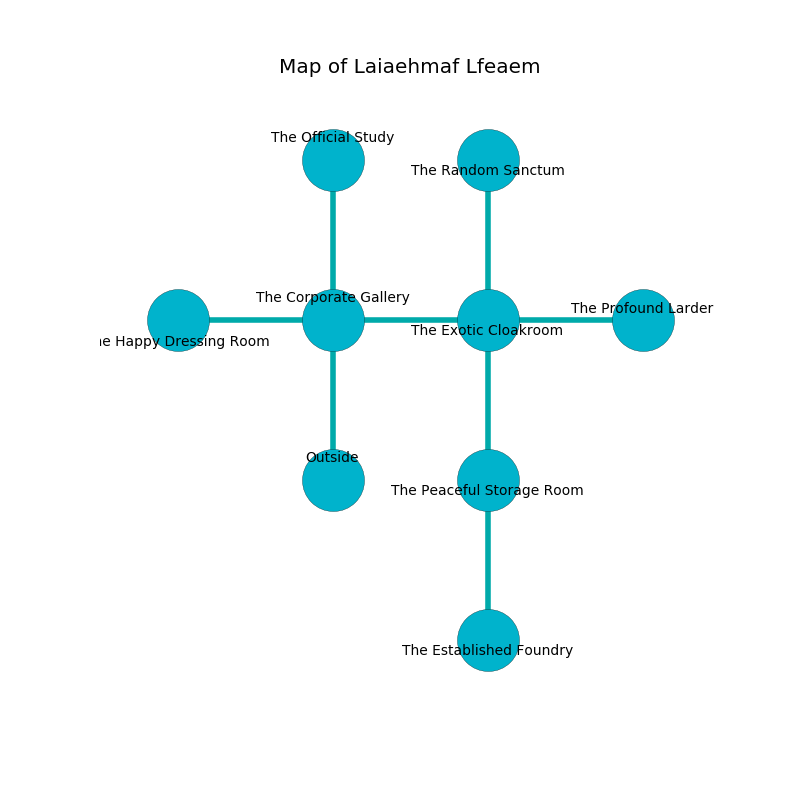 Map of Laiaehmaf Lfeaem
The Official Study
The Random Sanctum
The Corporate Gallery
The Profound Larder
The Exotic Cloakroom
e Happy Dressing Room
Outside
The Peaceful Storage Room
The Established Foundry